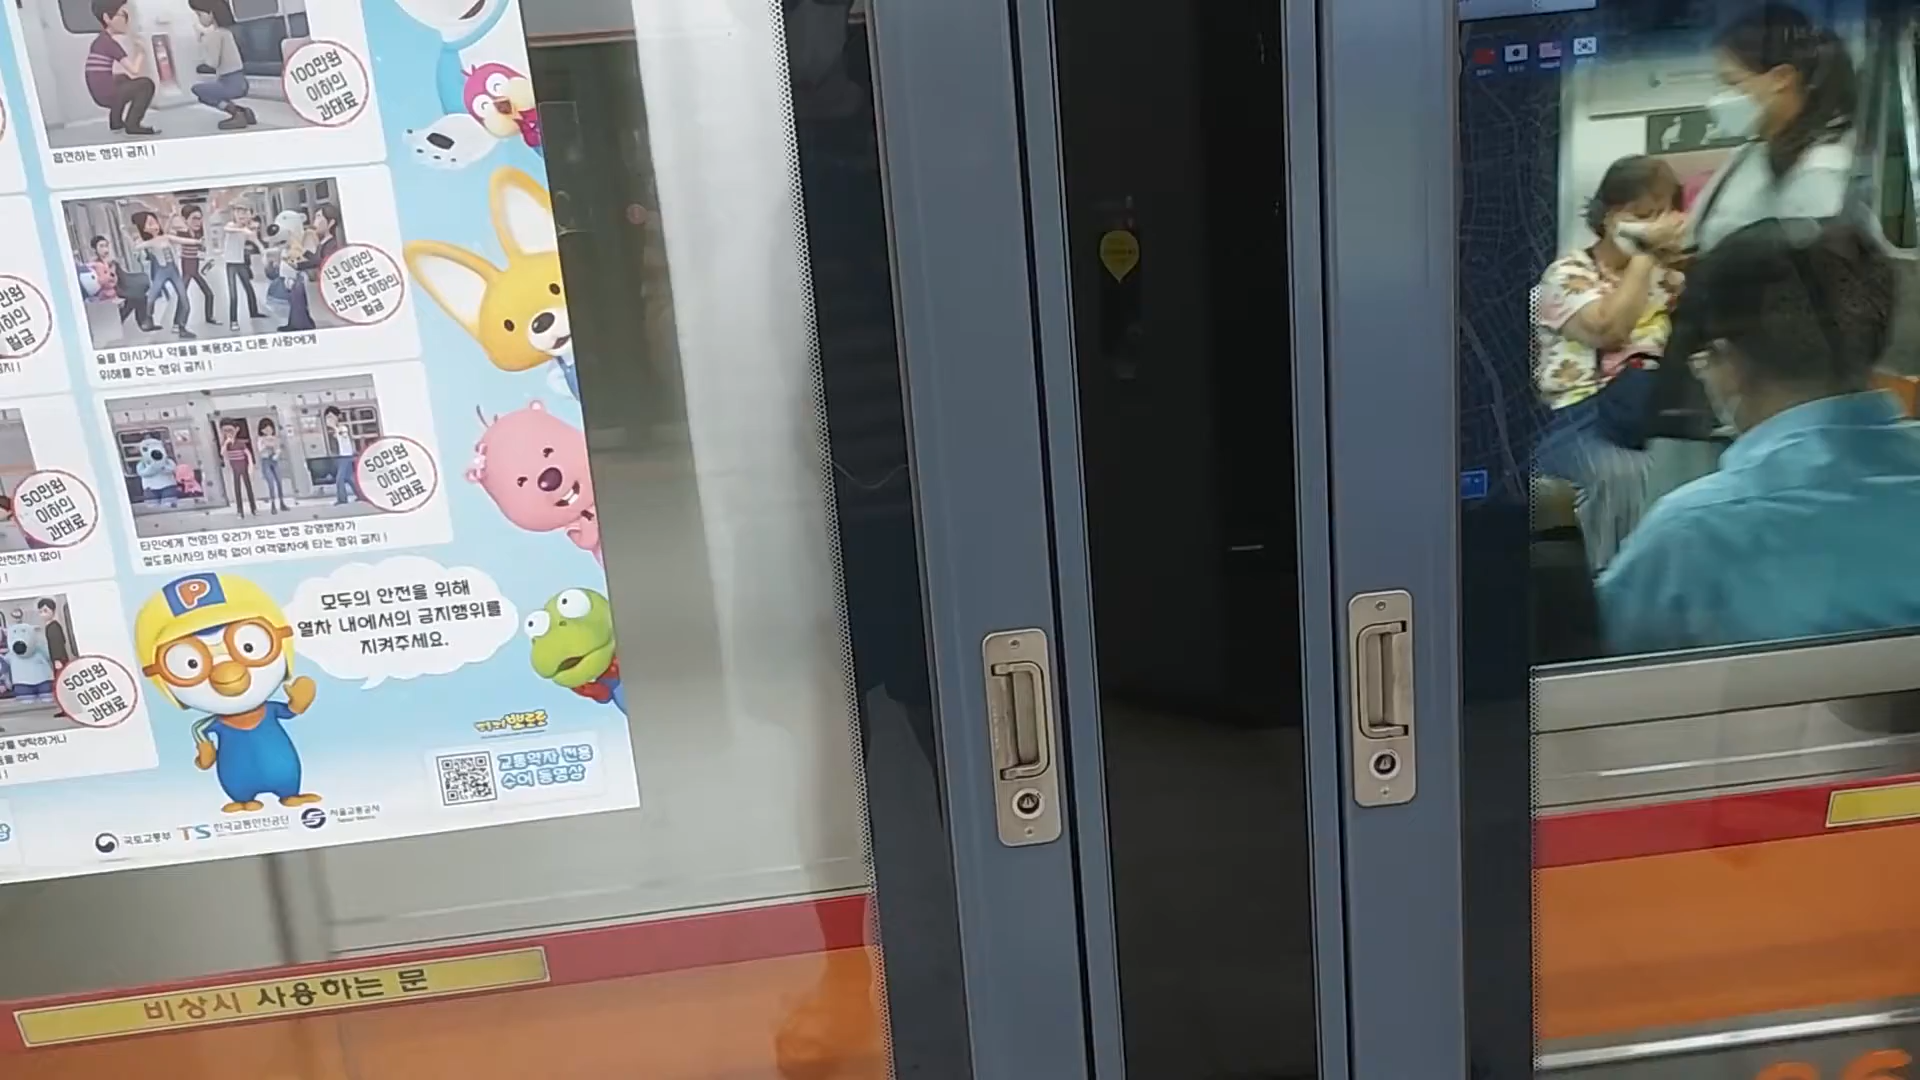 100만원
이하의
과태료
흡연하는 행위 금지!
1년 이하의
징역 또는
1천만원 이하의
벌금
술을 마시거나 약물을 복용하고 다른 사람에게
위해를 주는 행위 금지!
50만원
이하의
과태료
타인에게 전염의 우려가 있는 법정 감염병자가
철도종사자의 허락 없이 여객열차에 타는 행위 금지!
만원
이하의
벌금
50만원
이하의
과태료
50만원
이하의
과태료
P
모두의 안전을 위해
열차 내에서의 금지행위를
지켜주세요.
뽀로로
교통약자 전용
수어 동영상
국토교통부
TS 한국교통안전공단
서울교통공사
Seoul Metro
비상시 사용하는 문